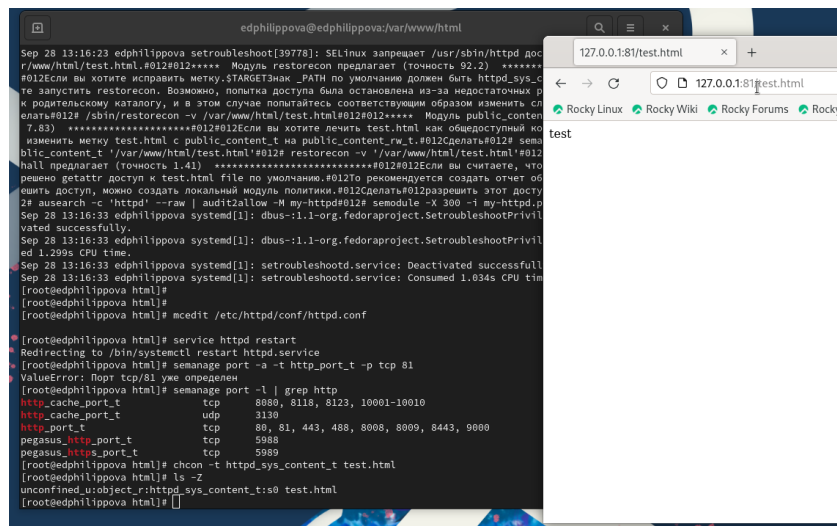 edphilippova@edphilippova:/var/www/html
Sep 28 13:16:23 edphilippova setroubleshoot[39778]: SELinux запрещает /usr/sbin/httpd дос
r/www/html/test.html.#012#012***** Модуль restorecon предлагает (точность 92.2) *******
#012Если вы хотите исправить метку.$TARGETЗнак _PATH по умолчанию должен быть httpd_sys_c
те запустить restorecon. Возможно, попытка доступа была остановлена из-за недостаточных р
к родительскому каталогу, и в этом случае попытайтесь соответствующим образом изменить сл
елать#012# /sbin/restorecon -v /var/www/html/test.html#012#012***** Модуль public_conten
7.83) *********************#012#012Если вы хотите лечить test.html как общедоступный ко
изменить метку test.html с public_content_t на public_content_rw_t.#012Сделать#012# sema
blic_content_t '/var/www/html/test.html'#012# restorecon -v '/var/www/html/test.html'#012
hall предлагает (точность 1.41) **************************#012#012Если вы считаете, что
решено getattr доступ к test.html file по умолчанию.#012То рекомендуется создать отчет об
ешить доступ, можно создать локальный модуль политики.#012Сделать#012разрешить этот досту
2# ausearch -c 'httpd' --raw | audit2allow -M my-httpd#012# semodule -X 300 -i my-httpd.p
Sep 28 13:16:33 edphilippova systemd[1]: dbus-:1.1-org.fedoraproject.SetroubleshootPrivil
vated successfully.
Sep 28 13:16:33 edphilippova systemd[1]: dbus-:1.1-org.fedoraproject.SetroubleshootPrivil
ed 1.299s CPU time.
Sep 28 13:16:33 edphilippova systemd[1]: setroubleshootd.service: Deactivated successfull
Sep 28 13:16:33 edphilippova systemd[1]: setroubleshootd.service: Consumed 1.034s CPU tim
[root@edphilippova html]#
[root@edphilippova html]#
[root@edphilippova html]# mcedit /etc/httpd/conf/httpd.conf
[root@edphilippova html]# service httpd restart
Redirecting to /bin/systemctl restart httpd.service
[root@edphilippova html]# semanage port -a -t http_port_t -p tcp 81
ValueError: Порт tcp/81 уже определен
[root@edphilippova html]# semanage port -l | grep http
http_cache_port_t tcp 8080, 8118, 8123, 10001-10010
http_cache_port_t udp 3130
http_port_t tcp 80, 81, 443, 488, 8008, 8009, 8443, 9000
pegasus_http_port_t tcp 5988
pegasus_https_port_t tcp 5989
[root@edphilippova html]# chcon -t httpd_sys_content_t test.html
[root@edphilippova html]# ls -Z
unconfined_u:object_r:httpd_sys_content_t:s0 test.html
[root@edphilippova html]#
127.0.0.1:81/test.html
127.0.0.1:81/test.html
Rocky Linux Rocky Wiki Rocky Forums Rocky
test